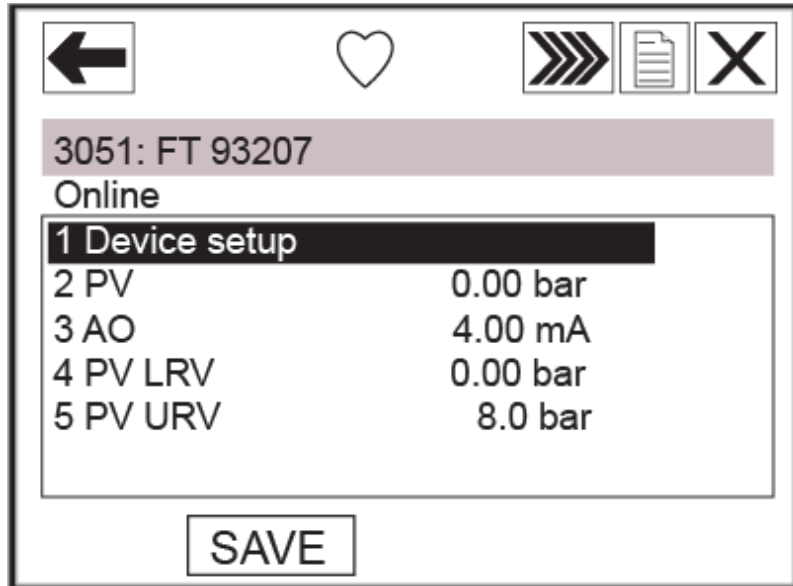 3051: FT 93207
Online
1 Device setup
2 PV 0.00 bar
3 AO 4.00 mA
4 PV LRV 0.00 bar
5 PV URV 8.0 bar
SAVE